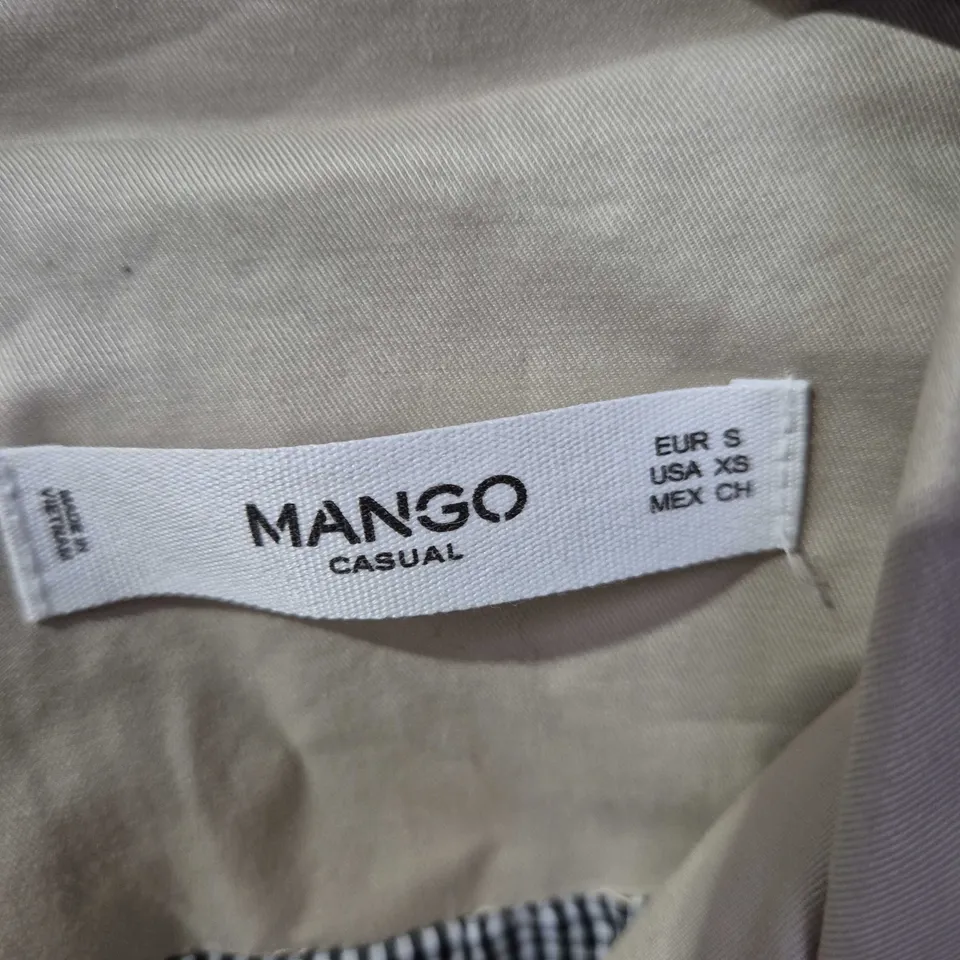 MADE IN
VIETNAM
MANGO
CASUAL
EUR S
USA XS
MEX CH